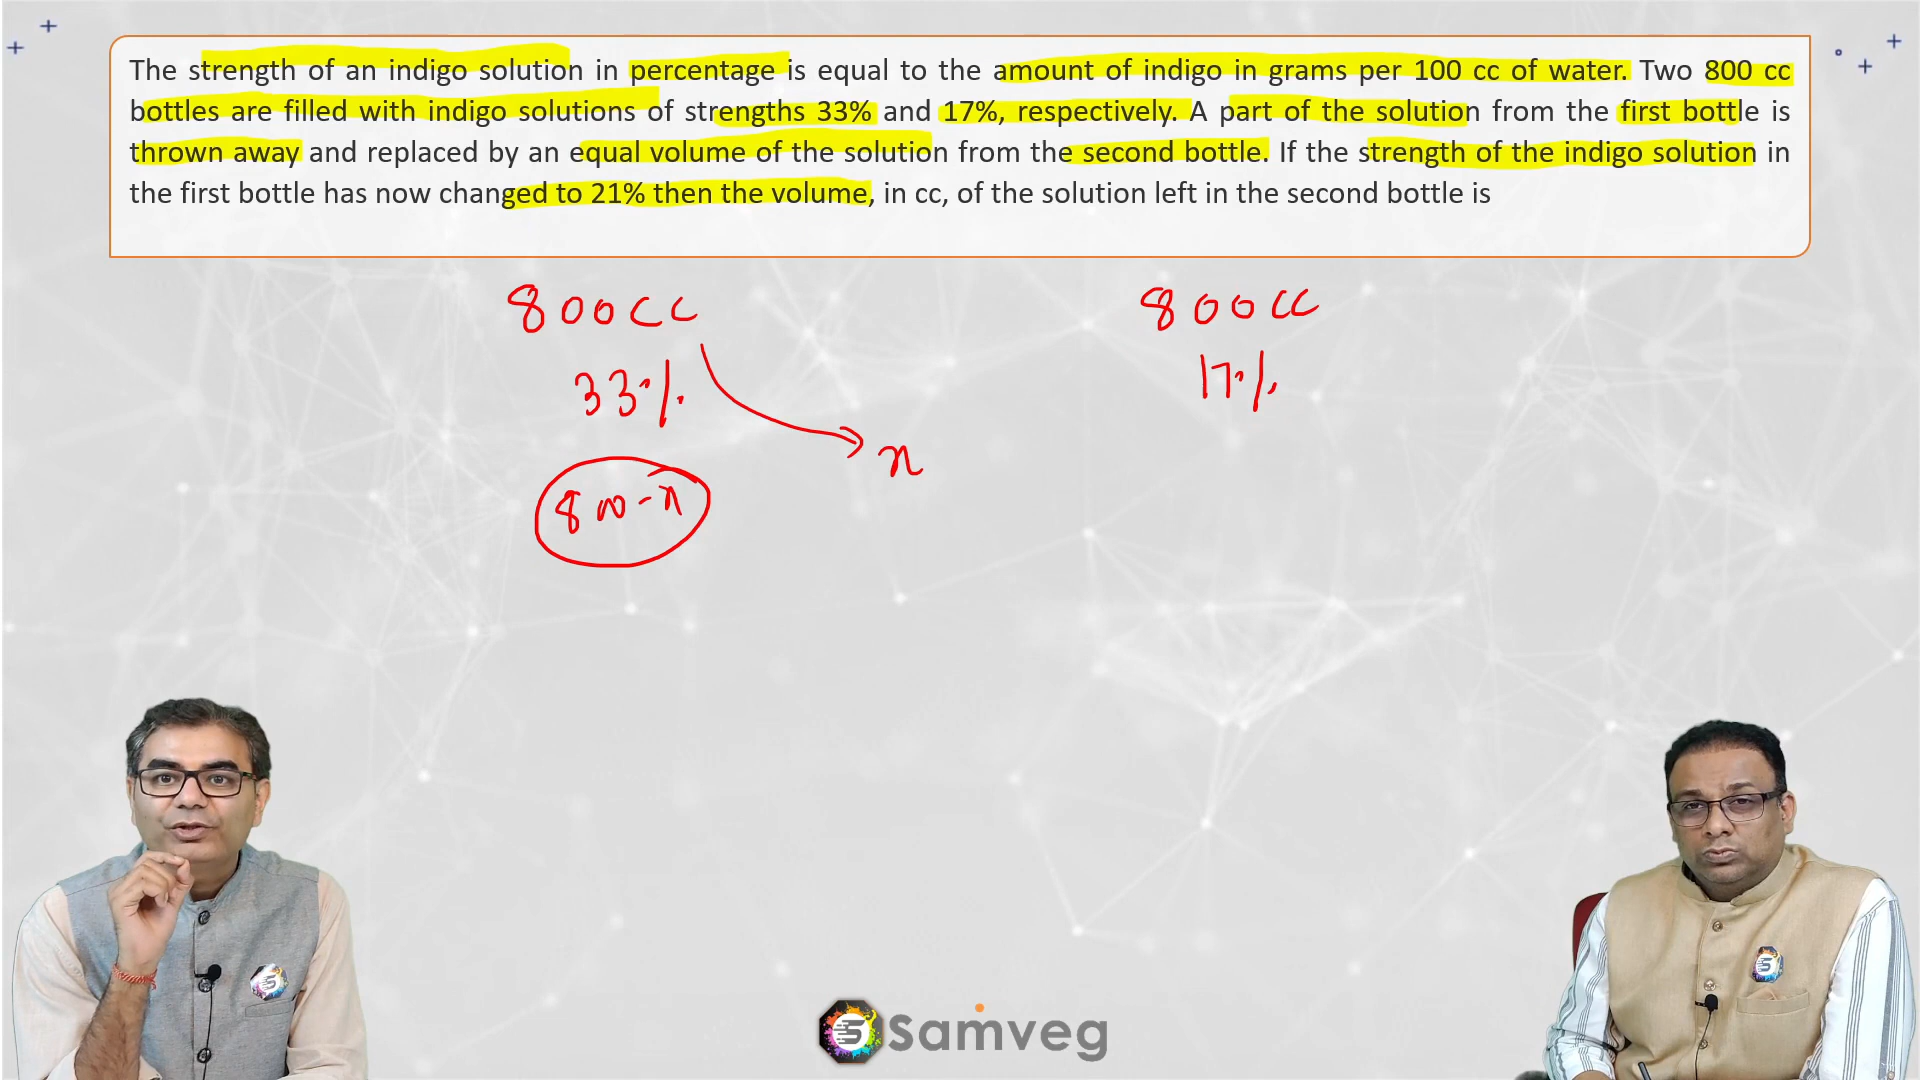 The strength of an indigo solution in percentage is equal to the amount of indigo in grams per 100 cc of water. Two 800 cc
bottles are filled with indigo solutions of strengths 33% and 17%, respectively. A part of the solution from the first bottle is
thrown away and replaced by an equal volume of the solution from the second bottle. If the strength of the indigo solution in
the first bottle has now changed to 21% then the volume, in cc, of the solution left in the second bottle is
800cc
800cc
33%
17%
x
800-x
Samveg